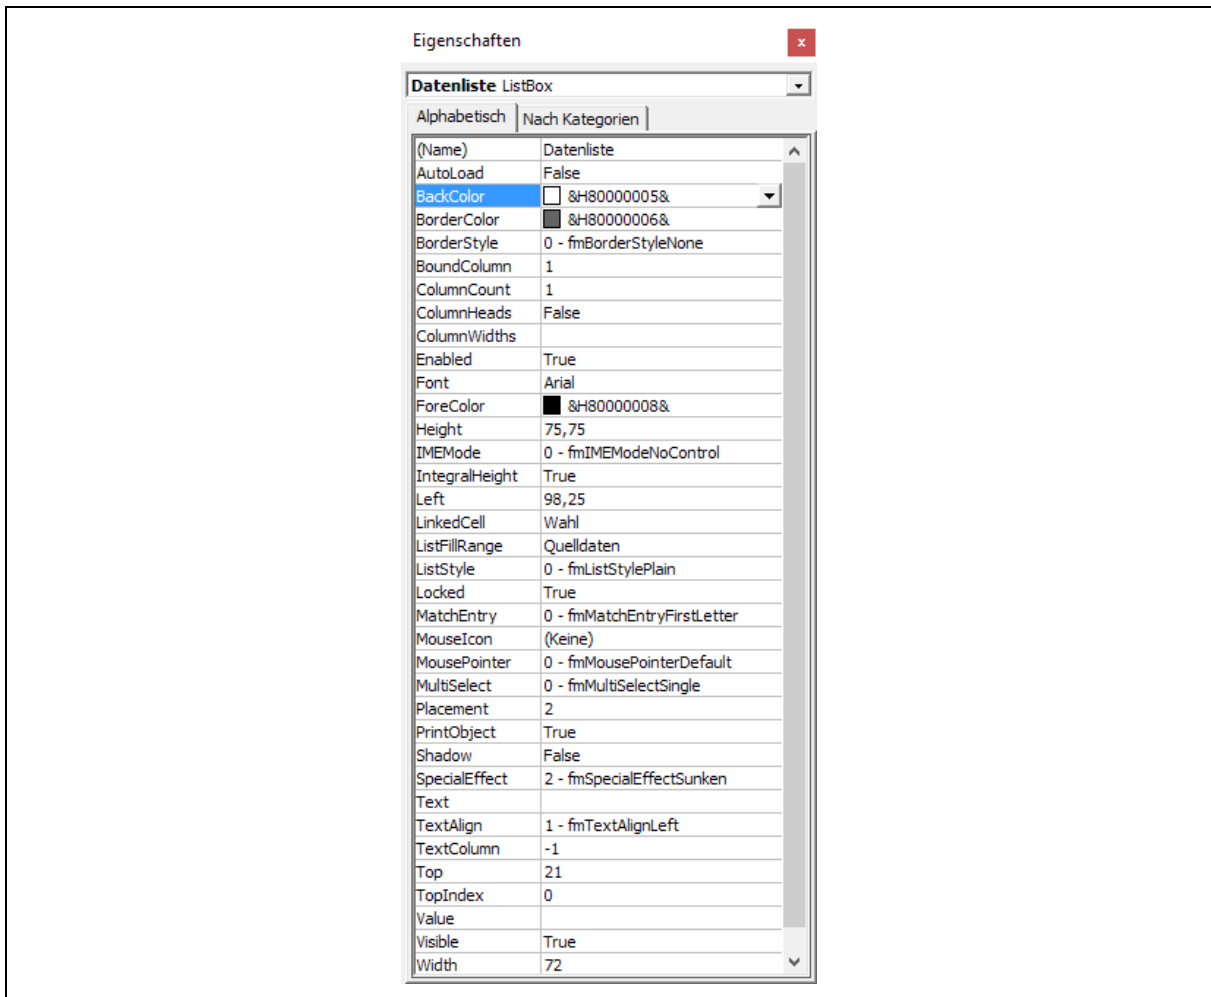 Eigenschaften
x
Datenliste ListBox
Alphabetisch Nach Kategorien
(Name) Datenliste
AutoLoad False
BackColor &H80000005&
BorderColor &H80000006&
BorderStyle 0 - fmBorderStyleNone
BoundColumn 1
ColumnCount 1
ColumnHeads False
ColumnWidths
Enabled True
Font Arial
ForeColor &H80000008&
Height 75,75
IMEMode 0 - fmIMEModeNoControl
IntegralHeight True
Left 98,25
LinkedCell Wahl
ListFillRange Quelldaten
ListStyle 0 - fmListStylePlain
Locked True
MatchEntry 0 - fmMatchEntryFirstLetter
MouseIcon (Keine)
MousePointer 0 - fmMousePointerDefault
MultiSelect 0 - fmMultiSelectSingle
Placement 2
PrintObject True
Shadow False
SpecialEffect 2 - fmSpecialEffectSunken
Text
TextAlign 1 - fmTextAlignLeft
TextColumn -1
Top 21
TopIndex 0
Value
Visible True
Width 72